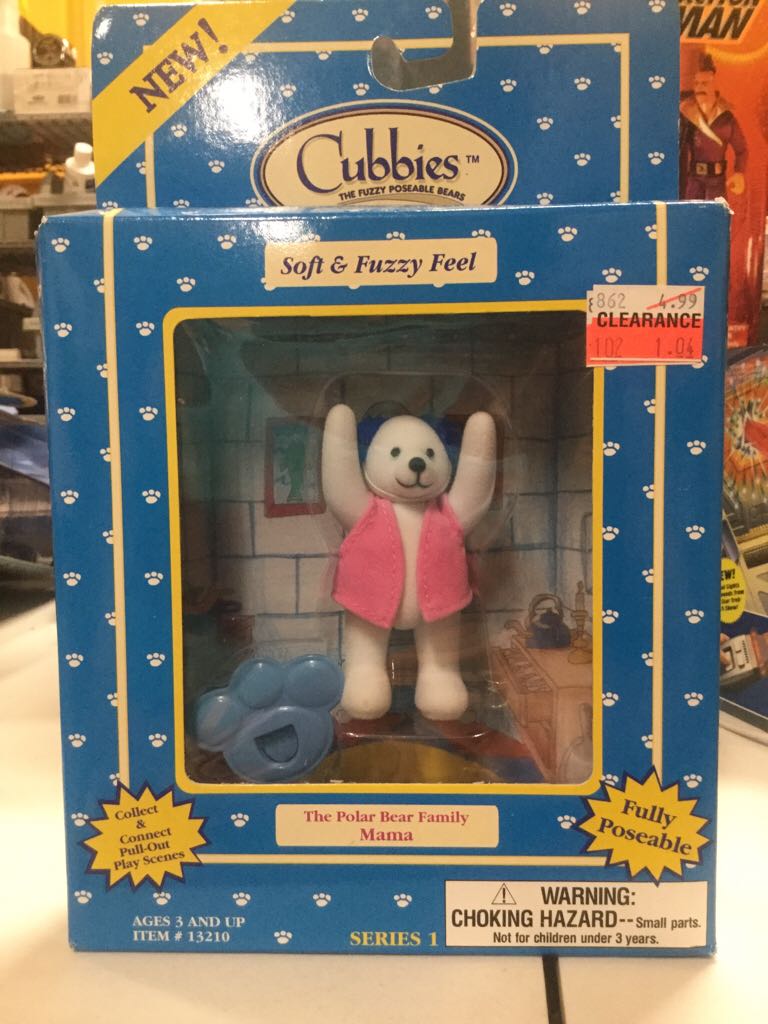 NEW!
Cubbies™
THE FUZZY POSEABLE BEARS
Soft & Fuzzy Feel
862 4.99
CLEARANCE
102 1.04
The Polar Bear Family
Mama
Collect
&
Connect
Pull-Out
Play Scenes
Fully
Poseable
AGES 3 AND UP
ITEM # 13210
SERIES 1
WARNING:
CHOKING HAZARD--Small parts.
Not for children under 3 years.
MAN